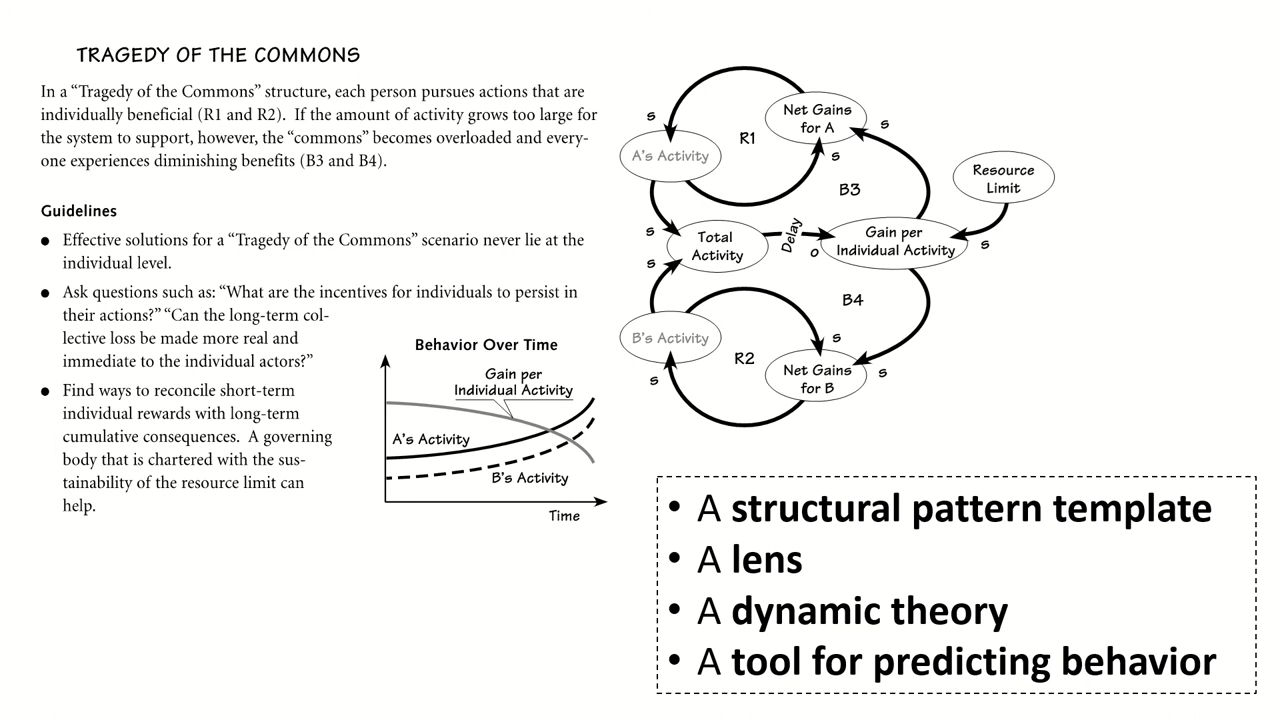 TRAGEDY OF THE COMMONS
In a “Tragedy of the Commons” structure, each person pursues actions that are
individually beneficial (R1 and R2).  If the amount of activity grows too large for
the system to support, however, the “commons” becomes overloaded and every-
one experiences diminishing benefits (B3 and B4).
Guidelines
● Effective solutions for a “Tragedy of the Commons” scenario never lie at the
individual level.
● Ask questions such as: “What are the incentives for individuals to persist in
their actions?” “Can the long-term col-
lective loss be made more real and
immediate to the individual actors?”
● Find ways to reconcile short-term
individual rewards with long-term
cumulative consequences.  A governing
body that is chartered with the sus-
tainability of the resource limit can
help.
Behavior Over Time
Gain per
Individual Activity
A's Activity
B's Activity
Time
s
Net Gains
for A
s
R1
s
A's Activity
B3
Resource
Limit
s
Total
Activity
Delay
o
Gain per
Individual Activity
s
s
B4
B's Activity
s
R2
s
Net Gains
for B
s
• A structural pattern template
• A lens
• A dynamic theory
• A tool for predicting behavior